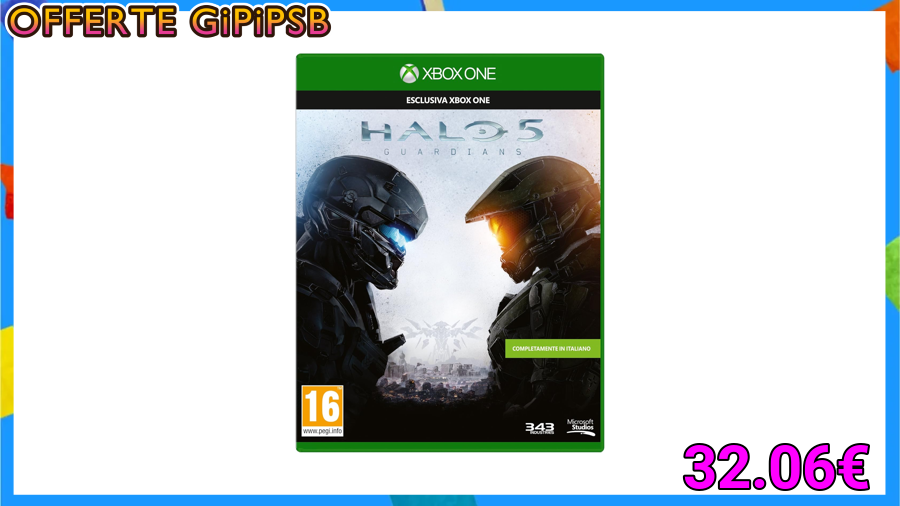 OFFERTE GiPiPSB
XBOX ONE
ESCLUSIVA XBOX ONE
HALO 5
GUARDIANS
COMPLETAMENTE IN ITALIANO
16
www.pegi.info
343
INDUSTRIES
Microsoft
Studios
32.06€